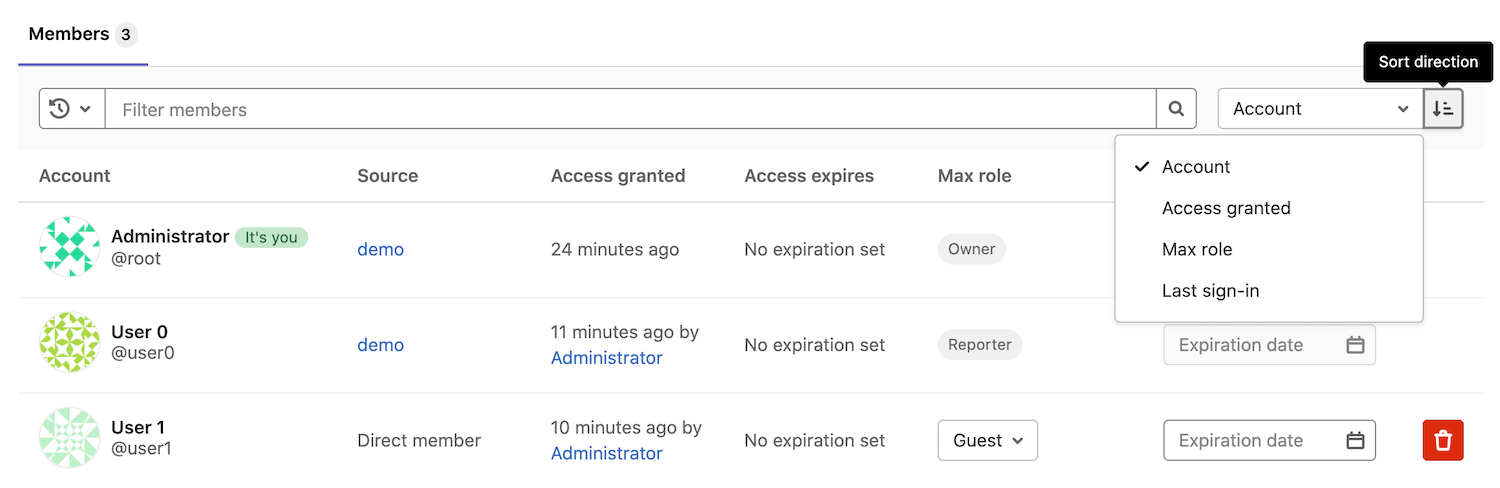 Members 3
Sort direction
Filter members
Account
Account
Access granted
Max role
Last sign-in
Account Source Access granted Access expires Max role
Administrator It's you
@root
demo
24 minutes ago
No expiration set
Owner
User 0
@user0
demo
11 minutes ago by
Administrator
No expiration set
Reporter
Expiration date
User 1
@user1
Direct member
10 minutes ago by
Administrator
No expiration set
Guest
Expiration date